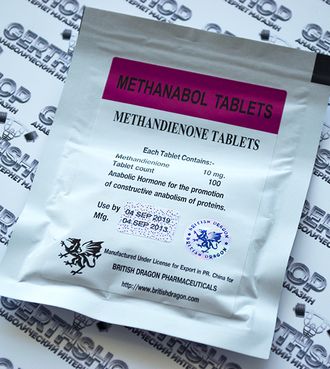 METHANABOL TABLETS
METHANDIENONE TABLETS
Each Tablet Contains:-
Methandienone 10 mg.
Tablet count 100
Anabolic Hormone for the promotion
of constructive anabolism of proteins.
Use by 04 SEP 2019
Mfg. 04 SEP 2013
BRITISH DRAGON
Manufactured Under License for Export in PR. China for
BRITISH DRAGON PHARMACEUTICALS
http://www.britishdragon.com
GERTHSHOP